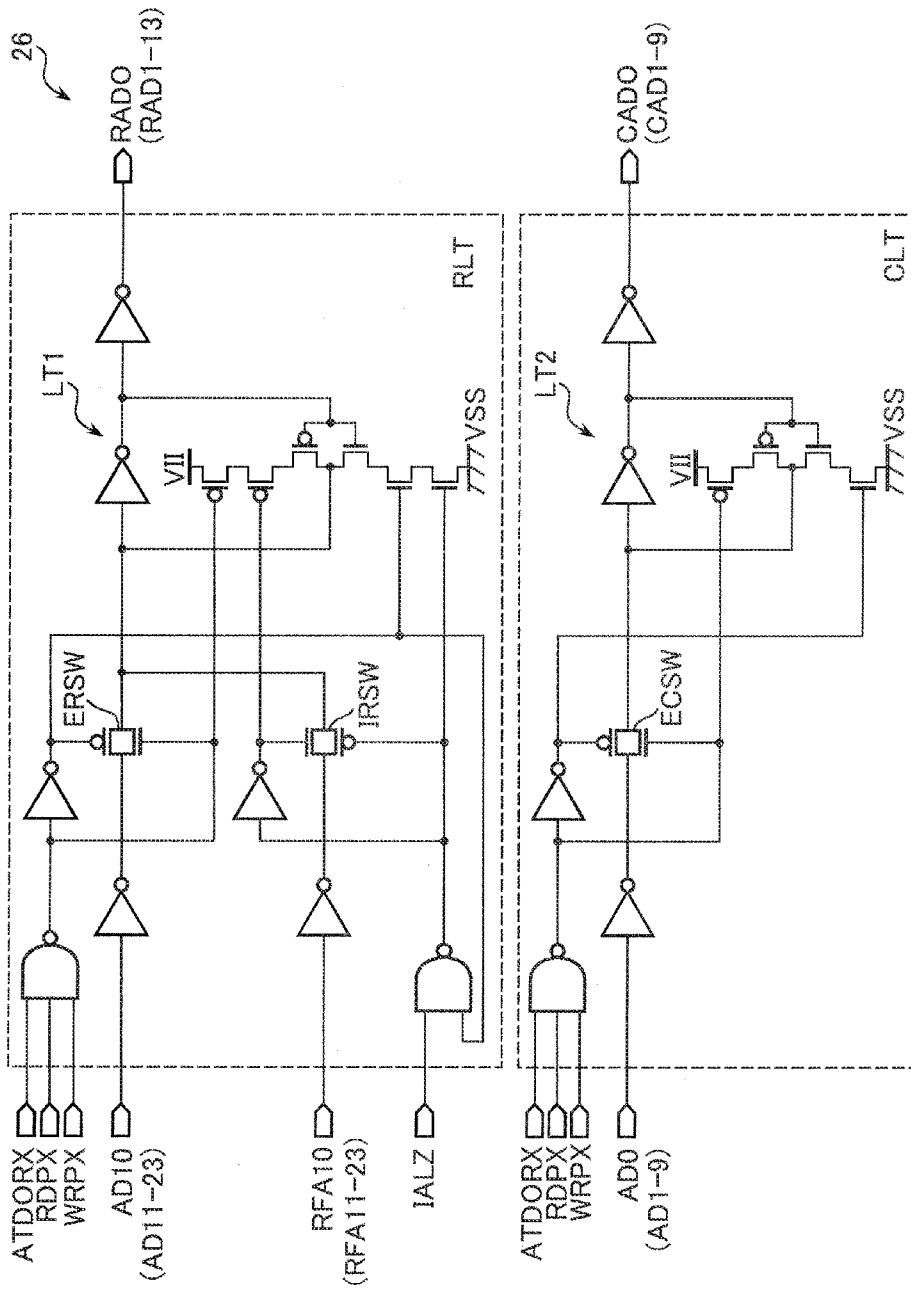 26
ATDORX
RDPX
WRPX
AD10
(AD11-23)
ERSW
LT1
VII
RADO
(RAD1-13)
RFA10
(RFA11-23)
IRSW
IALZ
VSS
RLT
ATDORX
RDPX
WRPX
AD0
(AD1-9)
ECSW
LT2
VII
CADO
(CAD1-9)
VSS
CLT